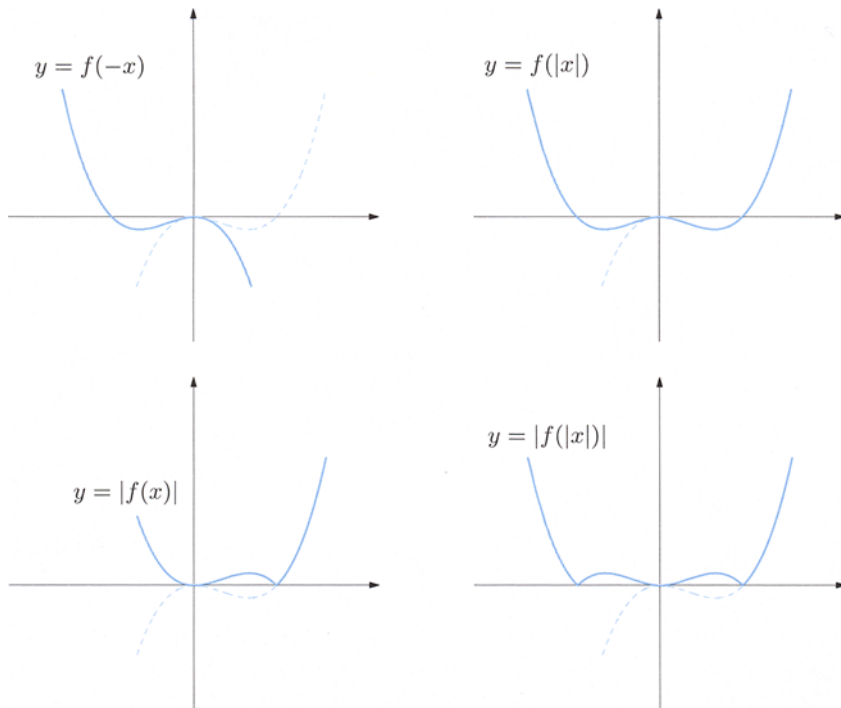 y = f(−x)
y = f(|x|)
y = |f(x)|
y = |f(|x|)|